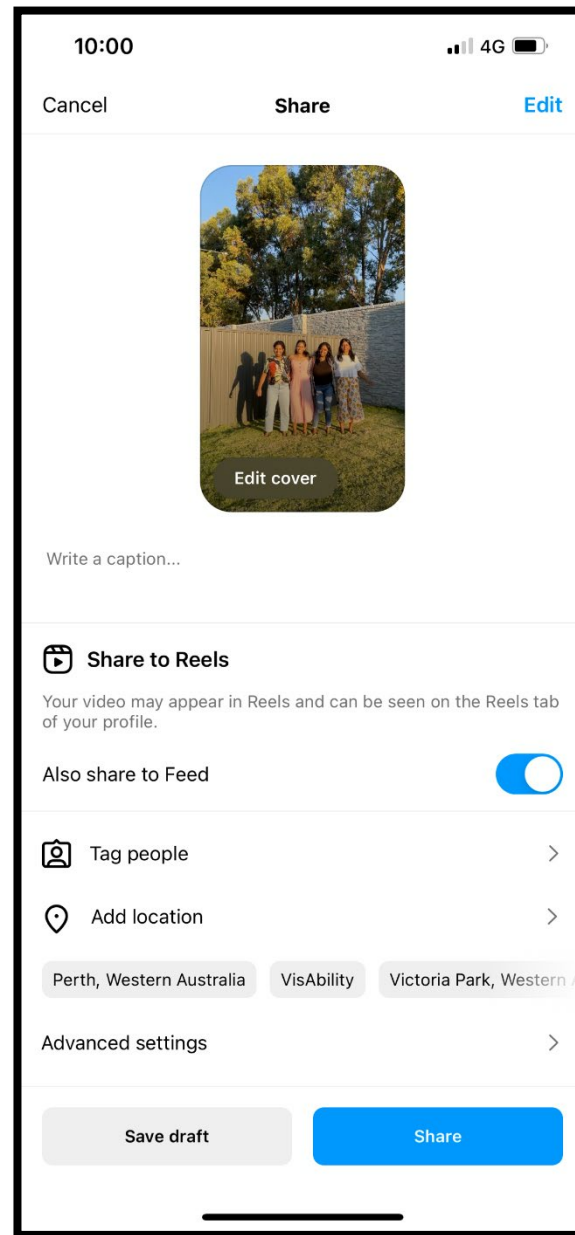 10:00 4G
Cancel Share Edit
Edit cover
Write a caption...
Share to Reels
Your video may appear in Reels and can be seen on the Reels tab
of your profile.
Also share to Feed
Tag people
Add location
Perth, Western Australia VisAbility Victoria Park, Western
Advanced settings
Save draft Share